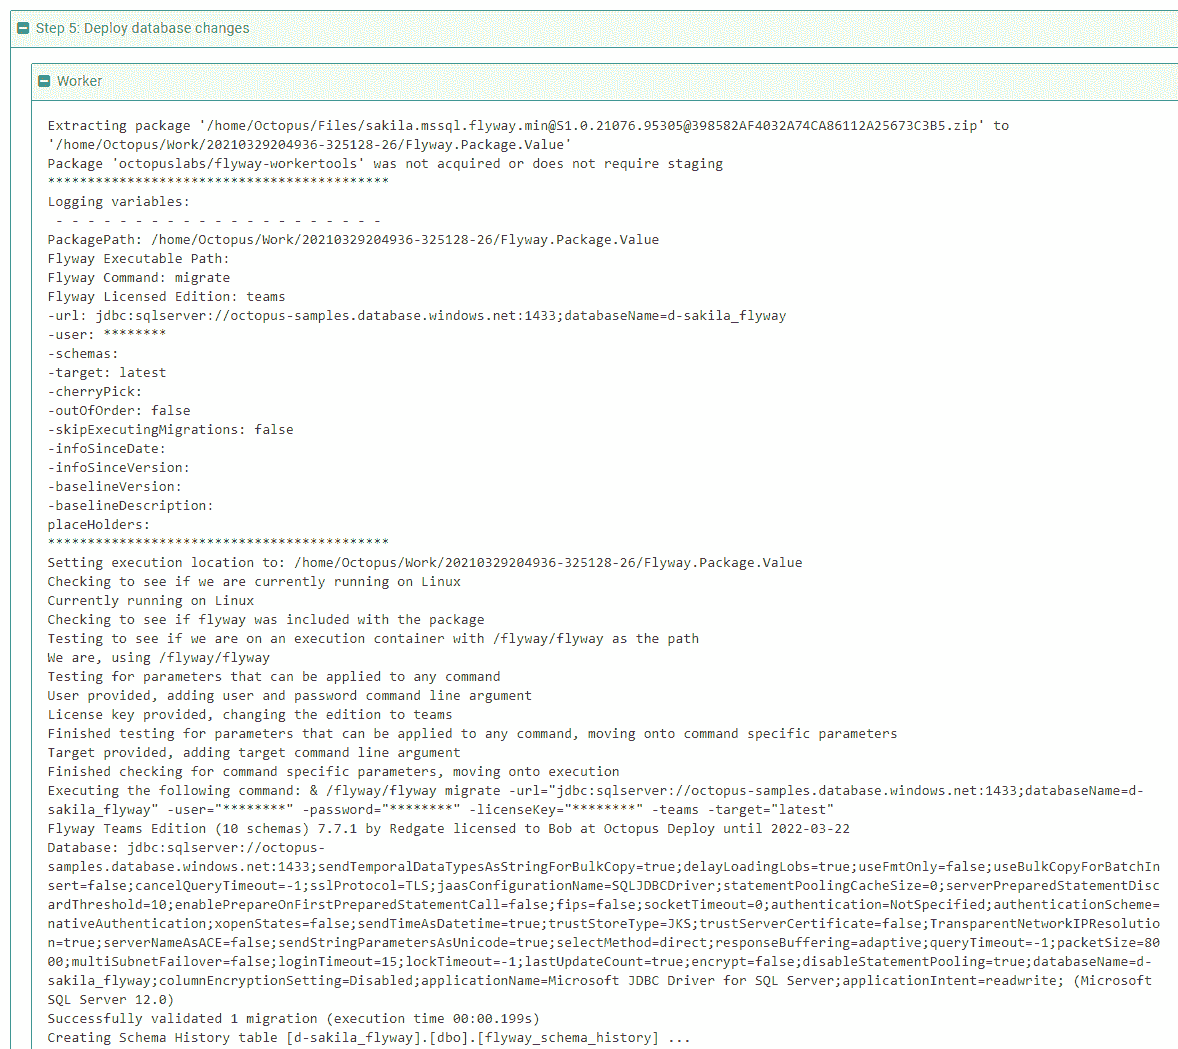 Step 5: Deploy database changes
Worker
Extracting package '/home/Octopus/Files/sakila.mssql.flyway.min@S1.0.21076.95305@398582AF4032A74CA86112A25673C3B5.zip' to
'/home/Octopus/Work/20210329204936-325128-26/Flyway.Package.Value'
Package 'octopuslabs/flyway-workertools' was not acquired or does not require staging
*******************************************
Logging variables:
- - - - - - - - - - - - - - - - - - - - -
PackagePath: /home/Octopus/Work/20210329204936-325128-26/Flyway.Package.Value
Flyway Executable Path:
Flyway Command: migrate
Flyway Licensed Edition: teams
-url: jdbc:sqlserver://octopus-samples.database.windows.net:1433;databaseName=d-sakila_flyway
-user: ********
-schemas:
-target: latest
-cherryPick:
-outOfOrder: false
-skipExecutingMigrations: false
-infoSinceDate:
-infoSinceVersion:
-baselineVersion:
-baselineDescription:
placeHolders:
*******************************************
Setting execution location to: /home/Octopus/Work/20210329204936-325128-26/Flyway.Package.Value
Checking to see if we are currently running on Linux
Currently running on Linux
Checking to see if flyway was included with the package
Testing to see if we are on an execution container with /flyway/flyway as the path
We are, using /flyway/flyway
Testing for parameters that can be applied to any command
User provided, adding user and password command line argument
License key provided, changing the edition to teams
Finished testing for parameters that can be applied to any command, moving onto command specific parameters
Target provided, adding target command line argument
Finished checking for command specific parameters, moving onto execution
Executing the following command: & /flyway/flyway migrate -url="jdbc:sqlserver://octopus-samples.database.windows.net:1433;databaseName=d-
sakila_flyway" -user="********" -password="********" -licenseKey="********" -teams -target="latest"
Flyway Teams Edition (10 schemas) 7.7.1 by Redgate licensed to Bob at Octopus Deploy until 2022-03-22
Database: jdbc:sqlserver://octopus-
samples.database.windows.net:1433;sendTemporalDataTypesAsStringForBulkCopy=true;delayLoadingLobs=true;useFmtOnly=false;useBulkCopyForBatchIn
sert=false;cancelQueryTimeout=-1;sslProtocol=TLS;jaasConfigurationName=SQLJDBCDriver;statementPoolingCacheSize=0;serverPreparedStatementDisc
ardThreshold=10;enablePrepareOnFirstPreparedStatementCall=false;fips=false;socketTimeout=0;authentication=NotSpecified;authenticationScheme=
nativeAuthentication;xopenStates=false;sendTimeAsDatetime=true;trustStoreType=JKS;trustServerCertificate=false;TransparentNetworkIPResolutio
n=true;serverNameAsACE=false;sendStringParametersAsUnicode=true;selectMethod=direct;responseBuffering=adaptive;queryTimeout=-1;packetSize=80
00;multiSubnetFailover=false;loginTimeout=15;lockTimeout=-1;lastUpdateCount=true;encrypt=false;disableStatementPooling=true;databaseName=d-
sakila_flyway;columnEncryptionSetting=Disabled;applicationName=Microsoft JDBC Driver for SQL Server;applicationIntent=readwrite; (Microsoft
SQL Server 12.0)
Successfully validated 1 migration (execution time 00:00.199s)
Creating Schema History table [d-sakila_flyway].[dbo].[flyway_schema_history] ...